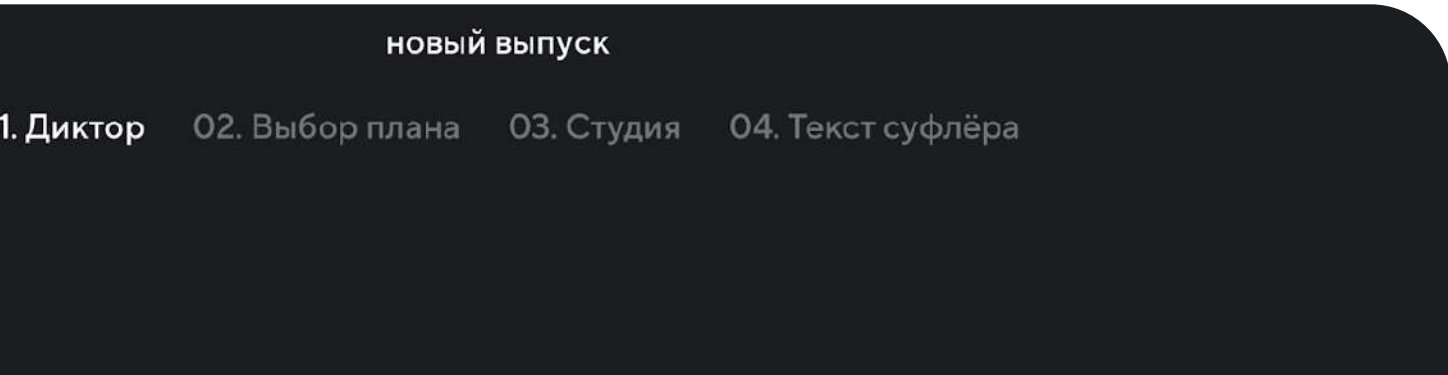 новый выпуск
1. Диктор 02. Выбор плана 03. Студия 04. Текст суфлёра